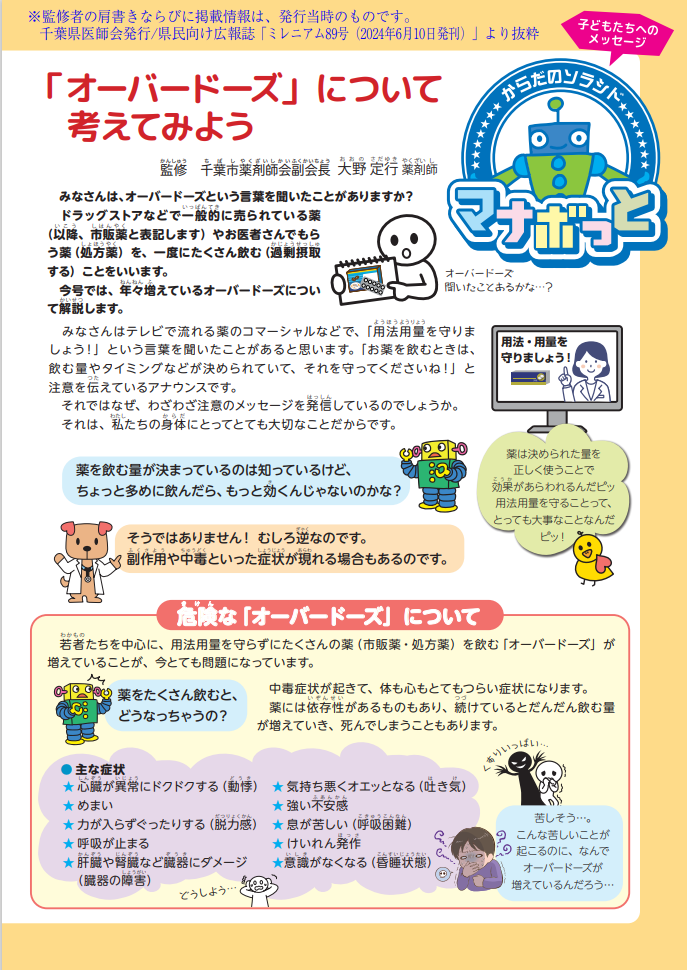 ※監修者の肩書きならびに掲載情報は、発行当時のものです。
千葉県医師会発行/県民向け広報誌「ミレニアム89号（2024年6月10日発刊）」より抜粋
子どもたちへの
メッセージ
からだのソラシド
マナボっと
「オーバードーズ」について
考えてみよう
監修 千葉市薬剤師会副会長 大野 定行 薬剤師
みなさんは、オーバードーズという言葉を聞いたことがありますか？
ドラッグストアなどで一般的に売られている薬
（以降、市販薬と表記します）やお医者さんでもら
う薬（処方薬）を、一度にたくさん飲む（過剰摂取
する）ことをいいます。
今号では、年々増えているオーバードーズについ
て解説します。
オーバードーズ
聞いたことあるかな…？
みなさんはテレビで流れる薬のコマーシャルなどで、「用法用量を守りま
しょう！」という言葉を聞いたことがあると思います。「お薬を飲むときは、
飲む量やタイミングなどが決められていて、それを守ってくださいね！」と
注意を伝えているアナウンスです。
それではなぜ、わざわざ注意のメッセージを発信しているのでしょうか。
それは、私たちの身体にとってとても大切なことだからです。
用法・用量を
守りましょう！
薬を飲む量が決まっているのは知っているけど、
ちょっと多めに飲んだら、もっと効くんじゃないのかな？
薬は決められた量を
正しく使うことで
効果があらわれるんだピッ
用法用量を守ることって、
とっても大事なことなんだ
ピッ！
そうではありません！ むしろ逆なのです。
副作用や中毒といった症状が現れる場合もあるのです。
危険な「オーバードーズ」について
若者たちを中心に、用法用量を守らずにたくさんの薬（市販薬・処方薬）を飲む「オーバードーズ」が
増えていることが、今とても問題になっています。
薬をたくさん飲むと、
どうなっちゃうの？
中毒症状が起きて、体も心もとてもつらい症状になります。
薬には依存性があるものもあり、続けているとだんだん飲む量
が増えていき、死んでしまうこともあります。
くすりいっぱい…
●主な症状
★心臓が異常にドクドクする（動悸）
★めまい
★力が入らずぐったりする（脱力感）
★呼吸が止まる
★肝臓や腎臓など臓器にダメージ
（臓器の障害）
★気持ち悪くオエッとなる（吐き気）
★強い不安感
★息が苦しい（呼吸困難）
★けいれん発作
★意識がなくなる（昏睡状態）
どうしよう…
苦しそう…。
こんな苦しいことが
起こるのに、なんで
オーバードーズが
増えているんだろう…